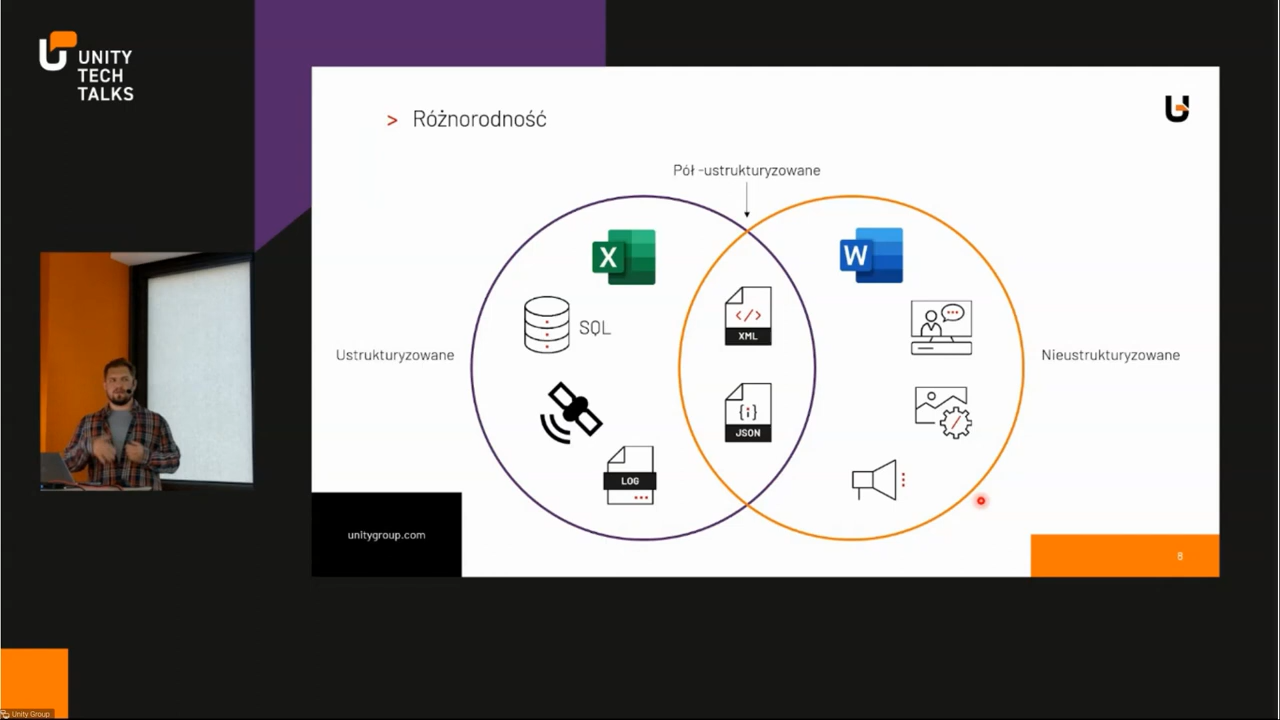 UNITY
TECH
TALKS
> Różnorodność
Pół -ustrukturyzowane
X
W
SQL
</>
XML
Ustrukturyzowane
Nieustrukturyzowane
{i}
JSON
LOG
unitygroup.com
8
Unity Group